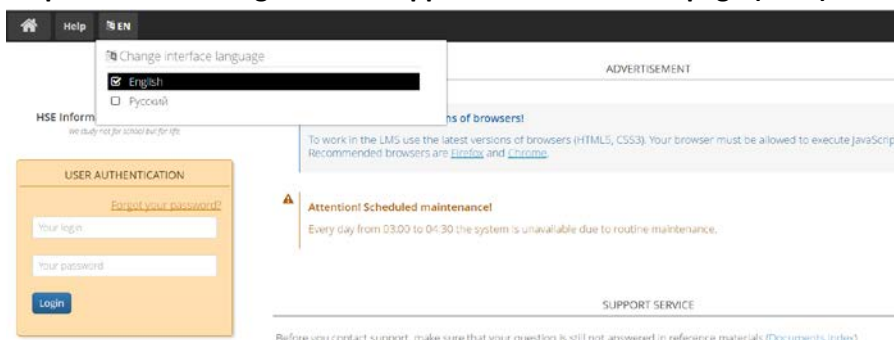 Help EN
Change interface language
English
Русский
ADVERTISEMENT
HSE Inform
We study not for school but for life
ns of browsers!
To work in the LMS use the latest versions of browsers (HTML5, CSS3). Your browser must be allowed to execute JavaScrip
Recommended browsers are Firefox and Chrome.
USER AUTHENTICATION
Forgot your password?
Your login
Your password
Login
Attention! Scheduled maintenance!
Every day from 03:00 to 04:30 the system is unavailable due to routine maintenance.
SUPPORT SERVICE
Before you contact support, make sure that your question is still not answered in reference materials (Documents Index)